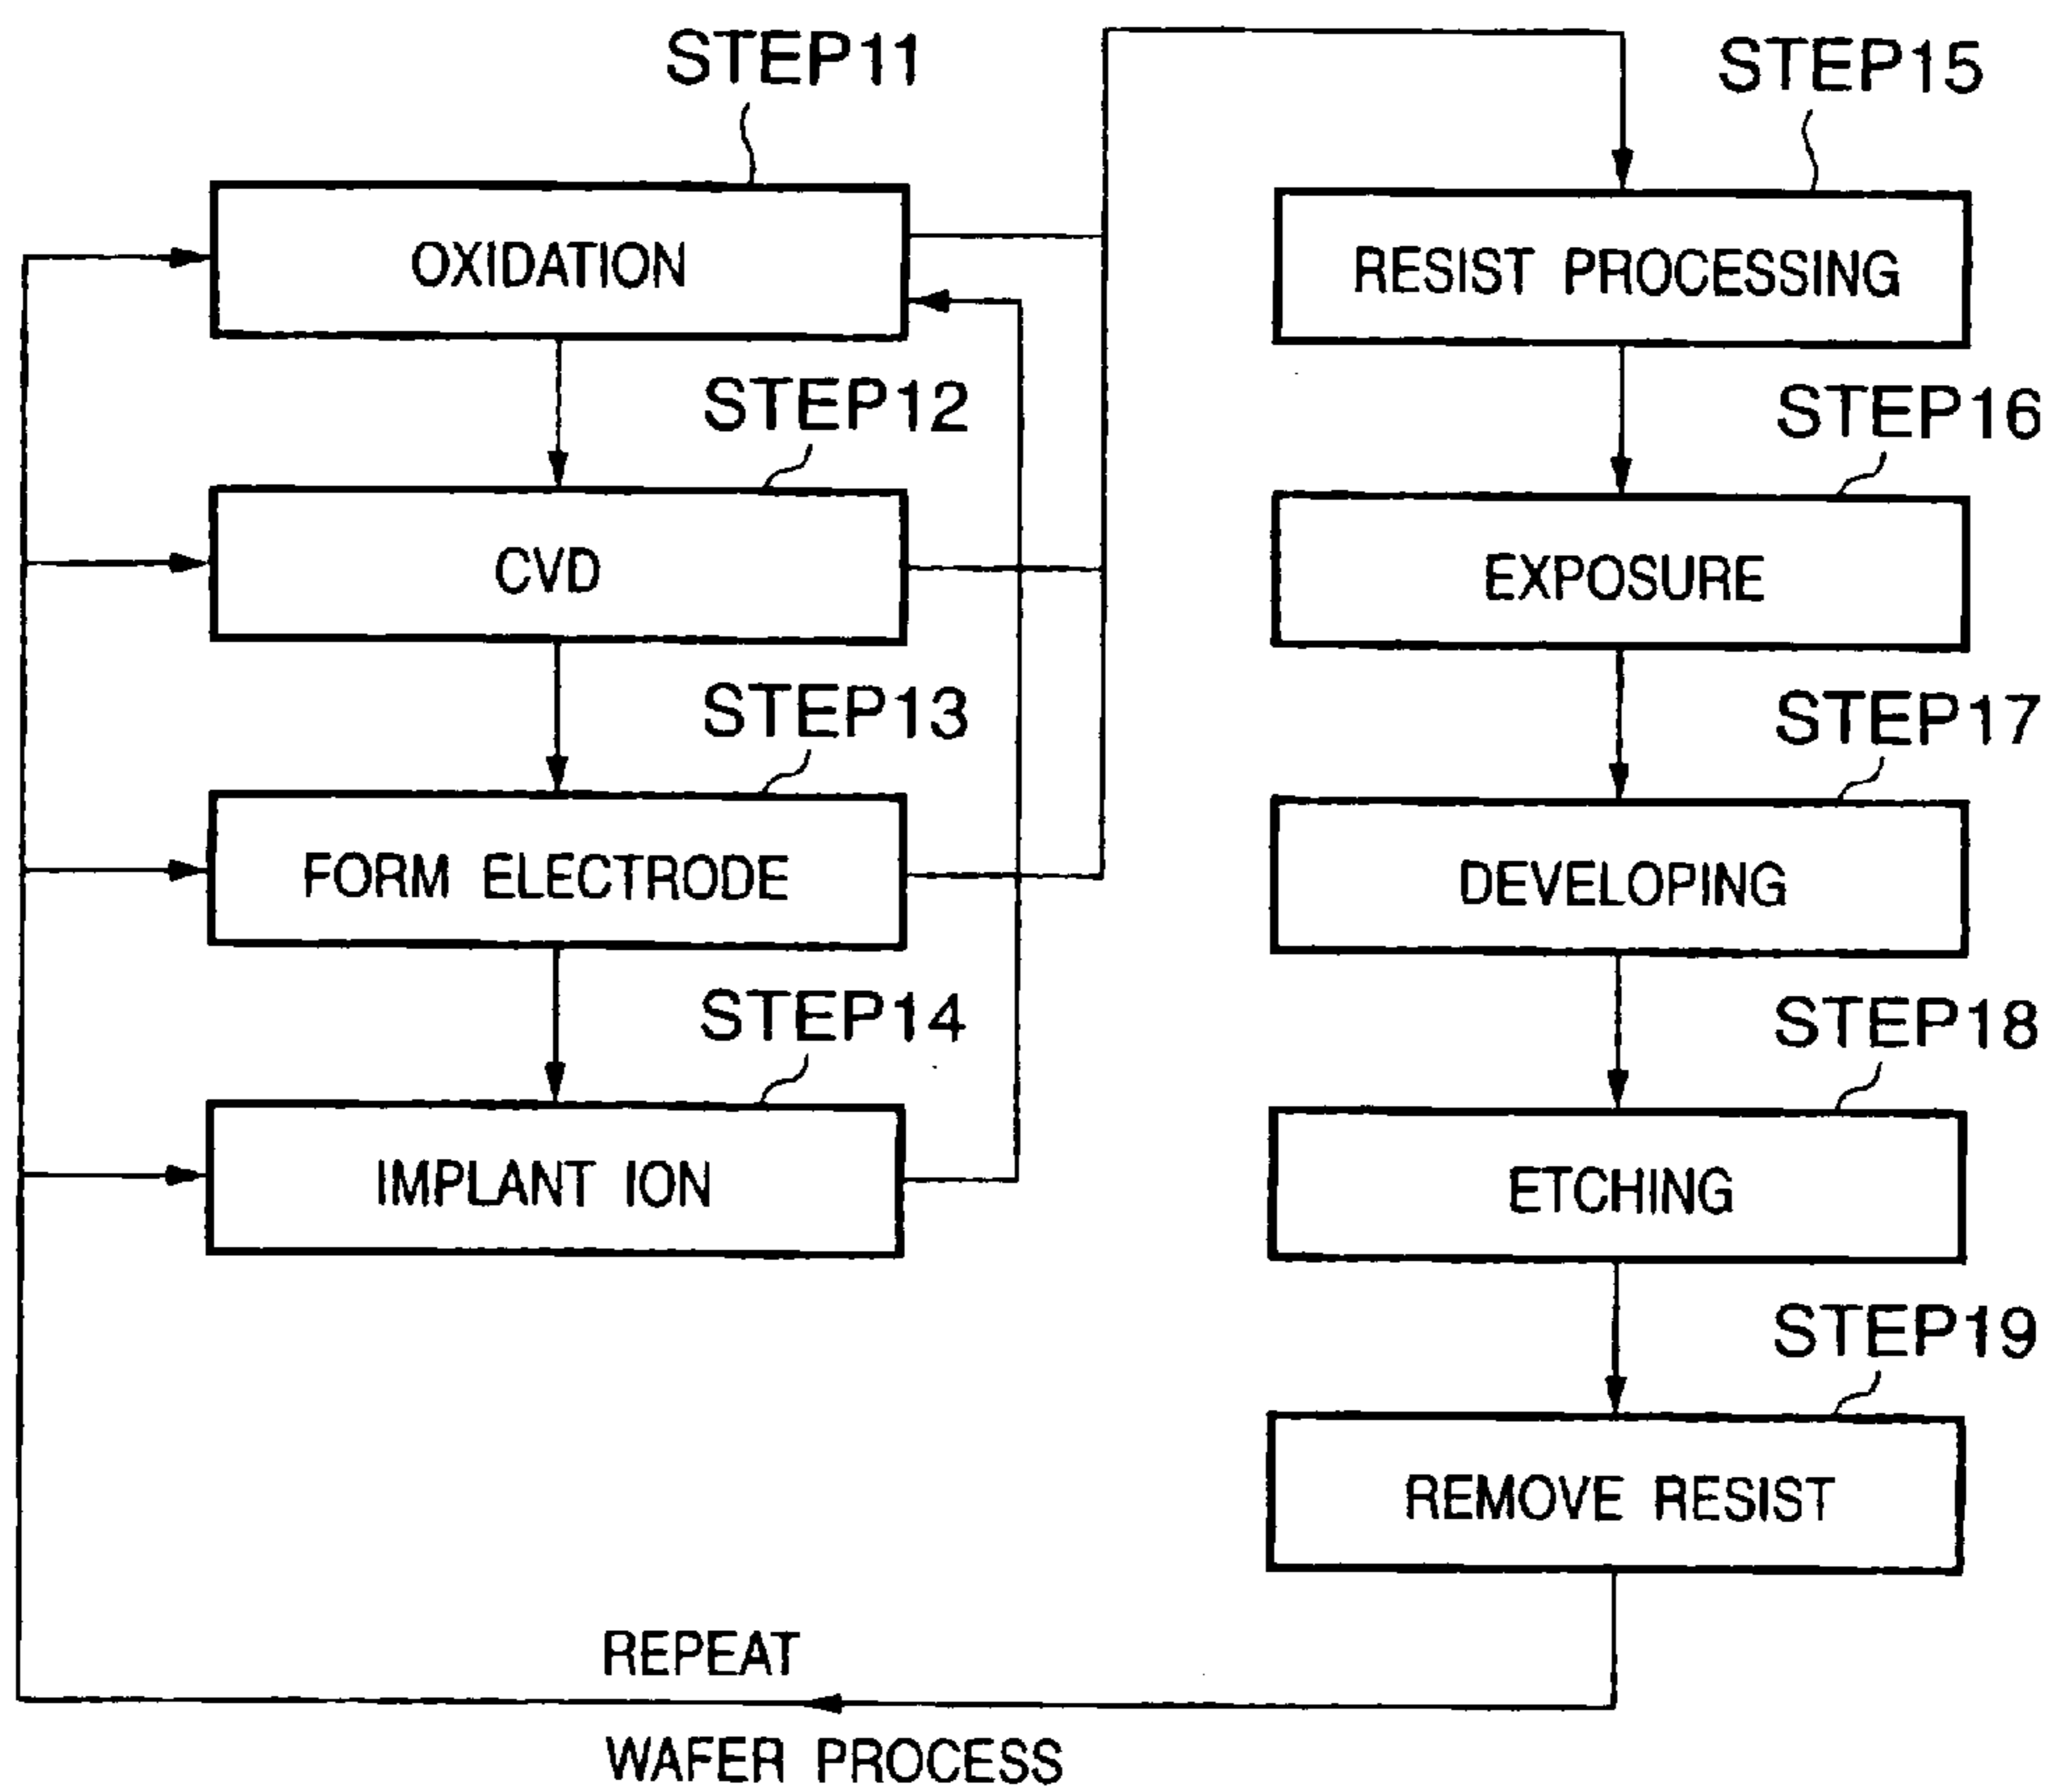 STEP11
OXIDATION
STEP12
CVD
STEP13
FORM ELECTRODE
STEP14
IMPLANT ION
STEP15
RESIST PROCESSING
STEP16
EXPOSURE
STEP17
DEVELOPING
STEP18
ETCHING
STEP19
REMOVE RESIST
REPEAT
WAFER PROCESS